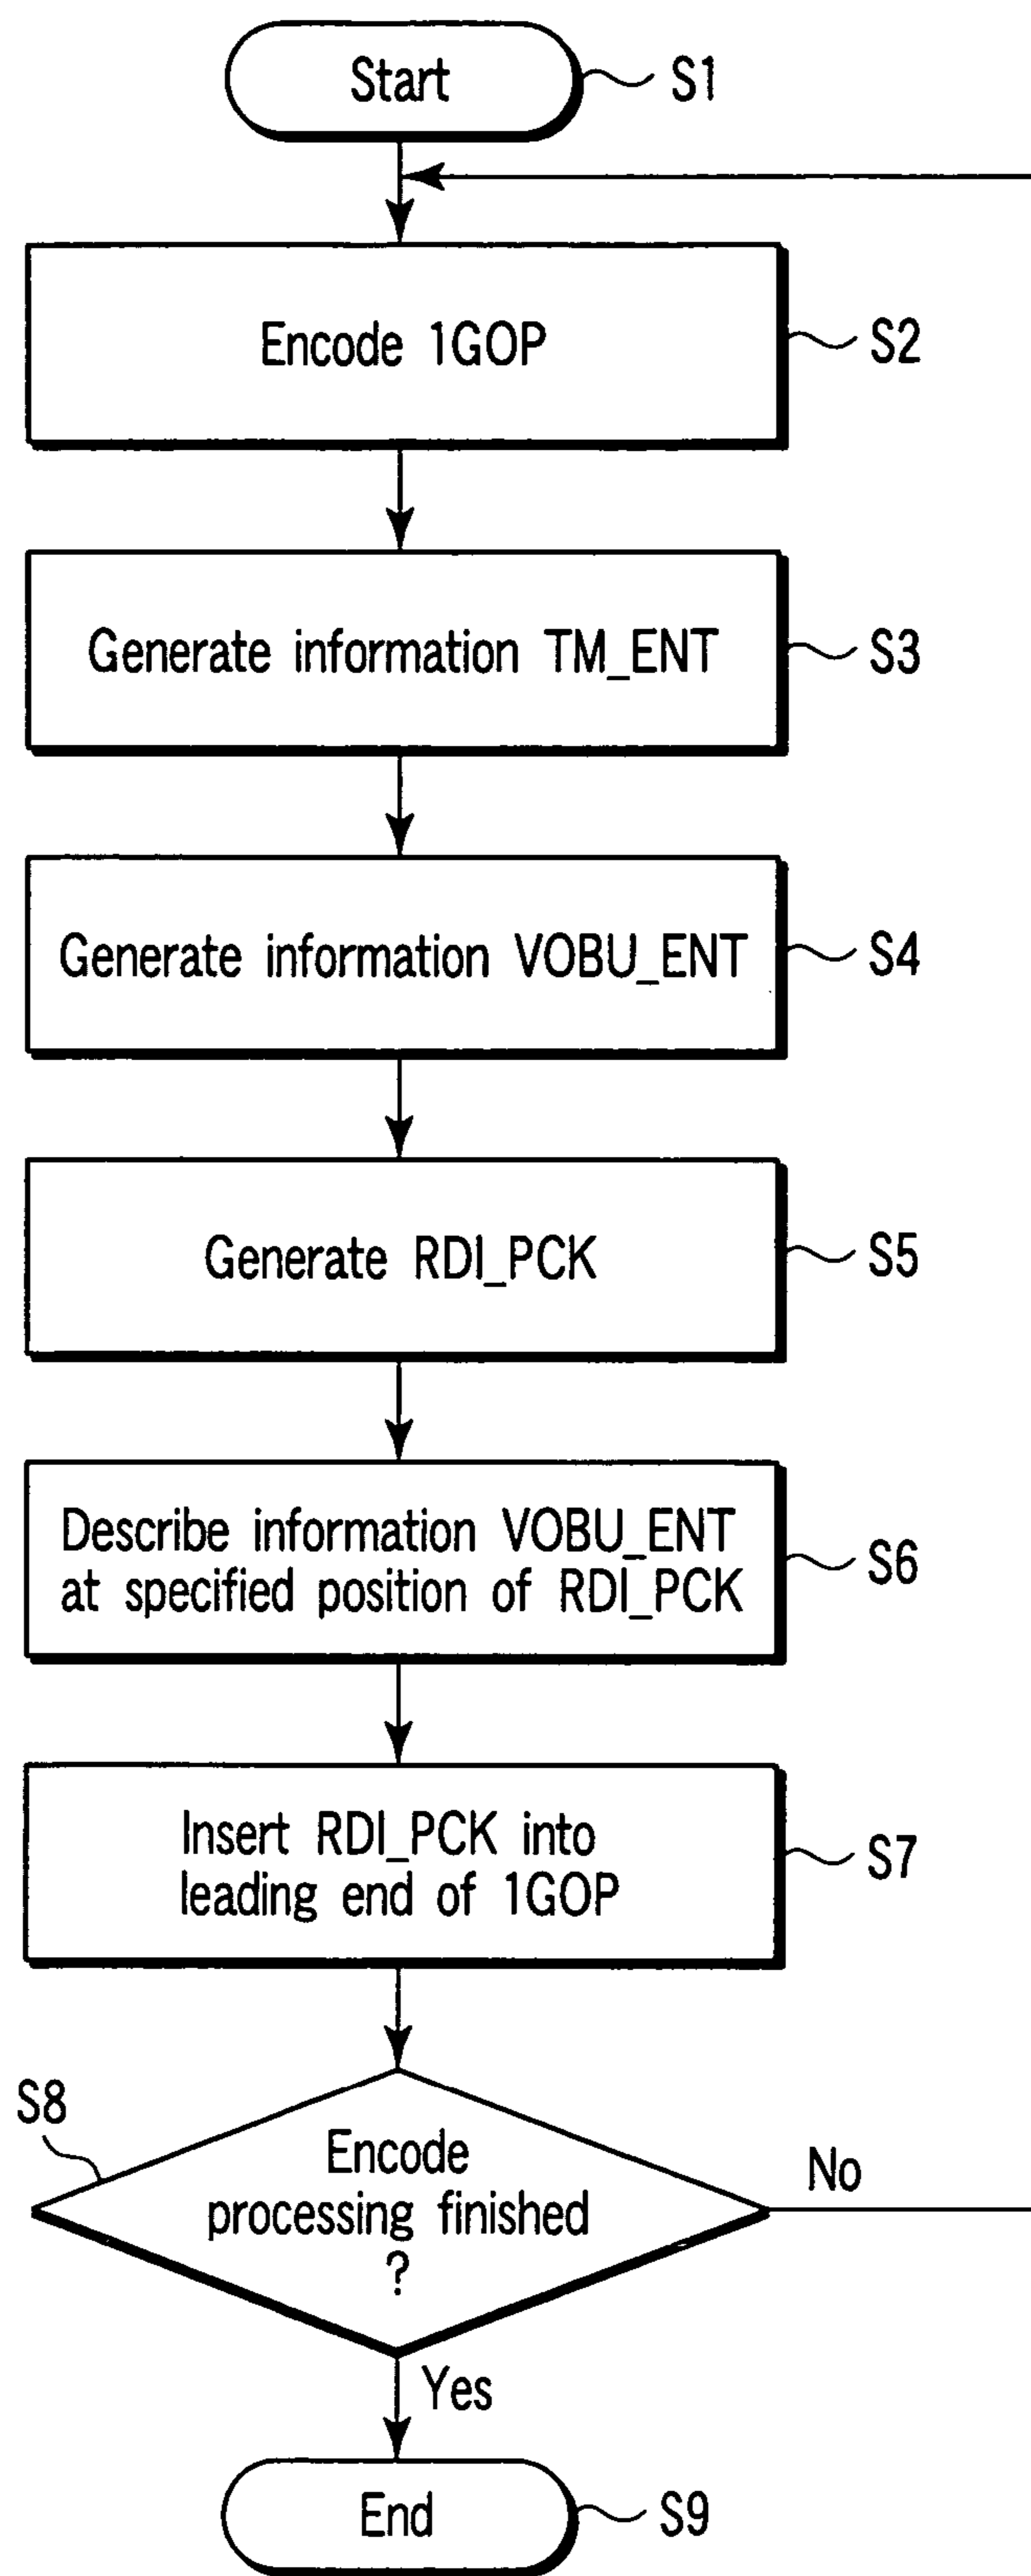 Start
S1
Encode 1GOP
S2
Generate information TM_ENT
S3
Generate information VOBU_ENT
S4
Generate RDI_PCK
S5
Describe information VOBU_ENT
at specified position of RDI_PCK
S6
Insert RDI_PCK into
leading end of 1GOP
S7
S8
Encode
processing finished
?
No
Yes
End
S9